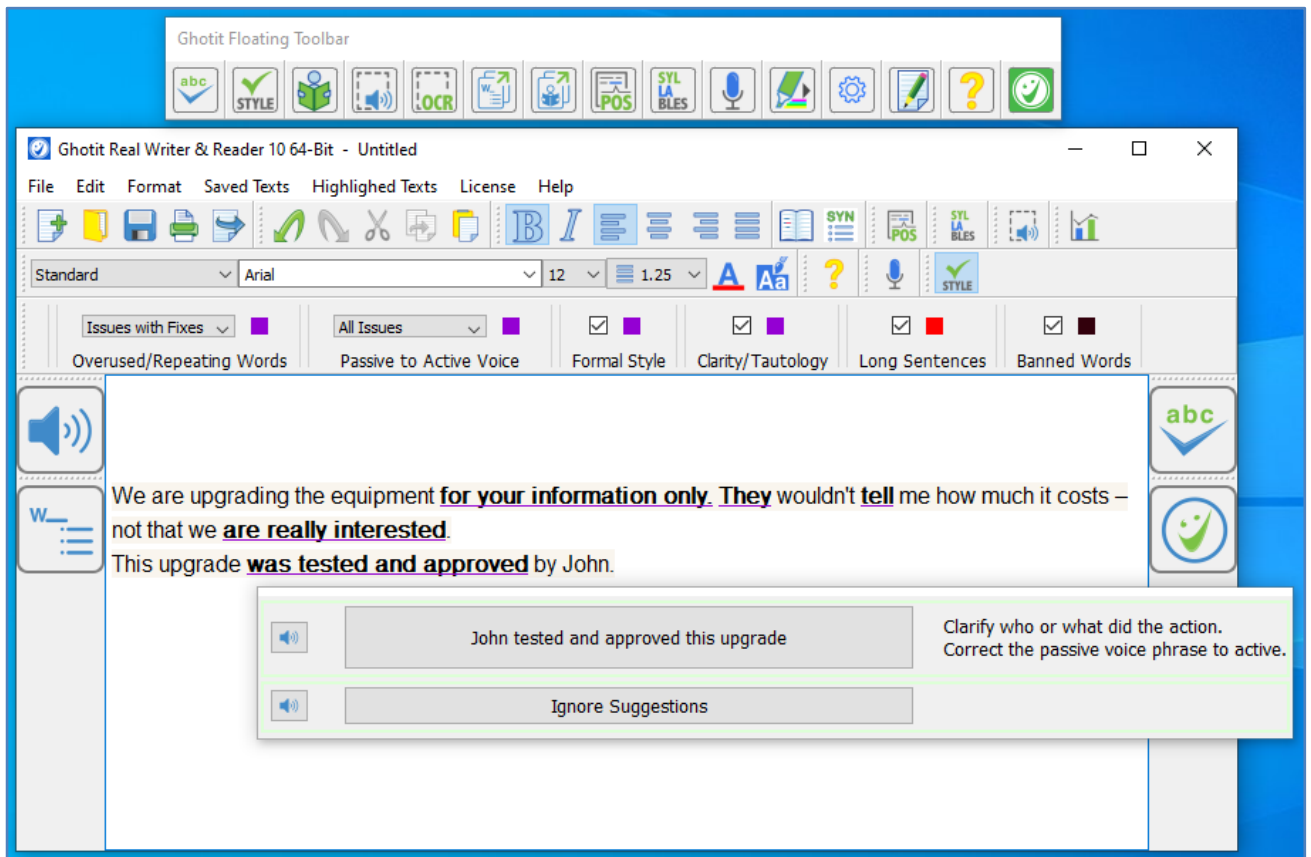 Ghotit Floating Toolbar
abc STYLE OCR W POS SYL LA BLES ?
Ghotit Real Writer & Reader 10 64-Bit - Untitled
File Edit Format Saved Texts Highlighed Texts License Help
B I SYN POS SYL LA BLES
Standard Arial 12 1.25 A Aa ? STYLE
Issues with Fixes All Issues
Overused/Repeating Words Passive to Active Voice Formal Style Clarity/Tautology Long Sentences Banned Words
abc
W
We are upgrading the equipment for your information only. They wouldn't tell me how much it costs –
not that we are really interested.
This upgrade was tested and approved by John.
John tested and approved this upgrade
Clarify who or what did the action.
Correct the passive voice phrase to active.
Ignore Suggestions